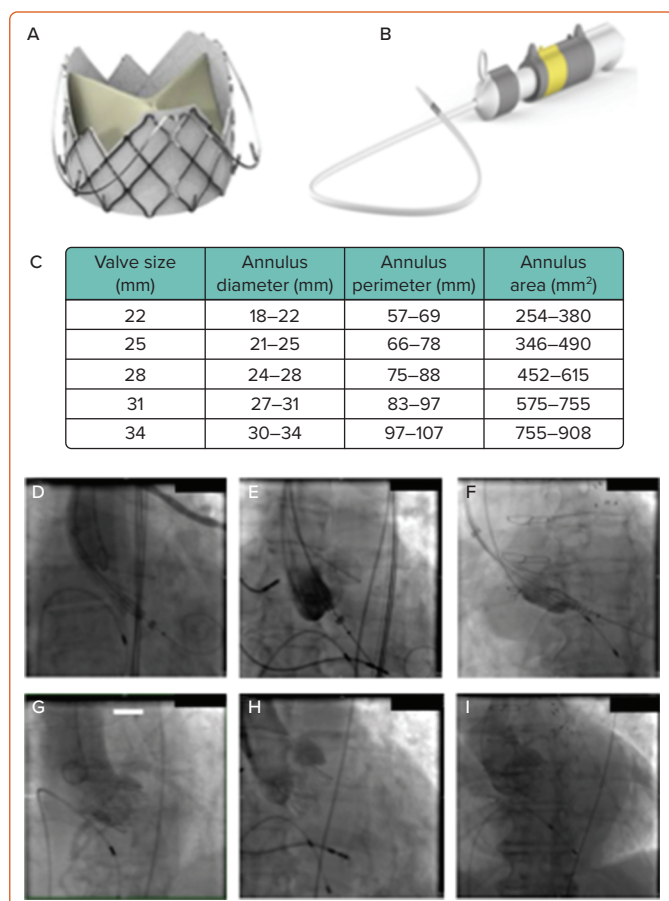 A
B
C
Valve size (mm) Annulus diameter (mm) Annulus perimeter (mm) Annulus area (mm²)
22 18–22 57–69 254–380
25 21–25 66–78 346–490
28 24–28 75–88 452–615
31 27–31 83–97 575–755
34 30–34 97–107 755–908
D
E
F
G
H
I